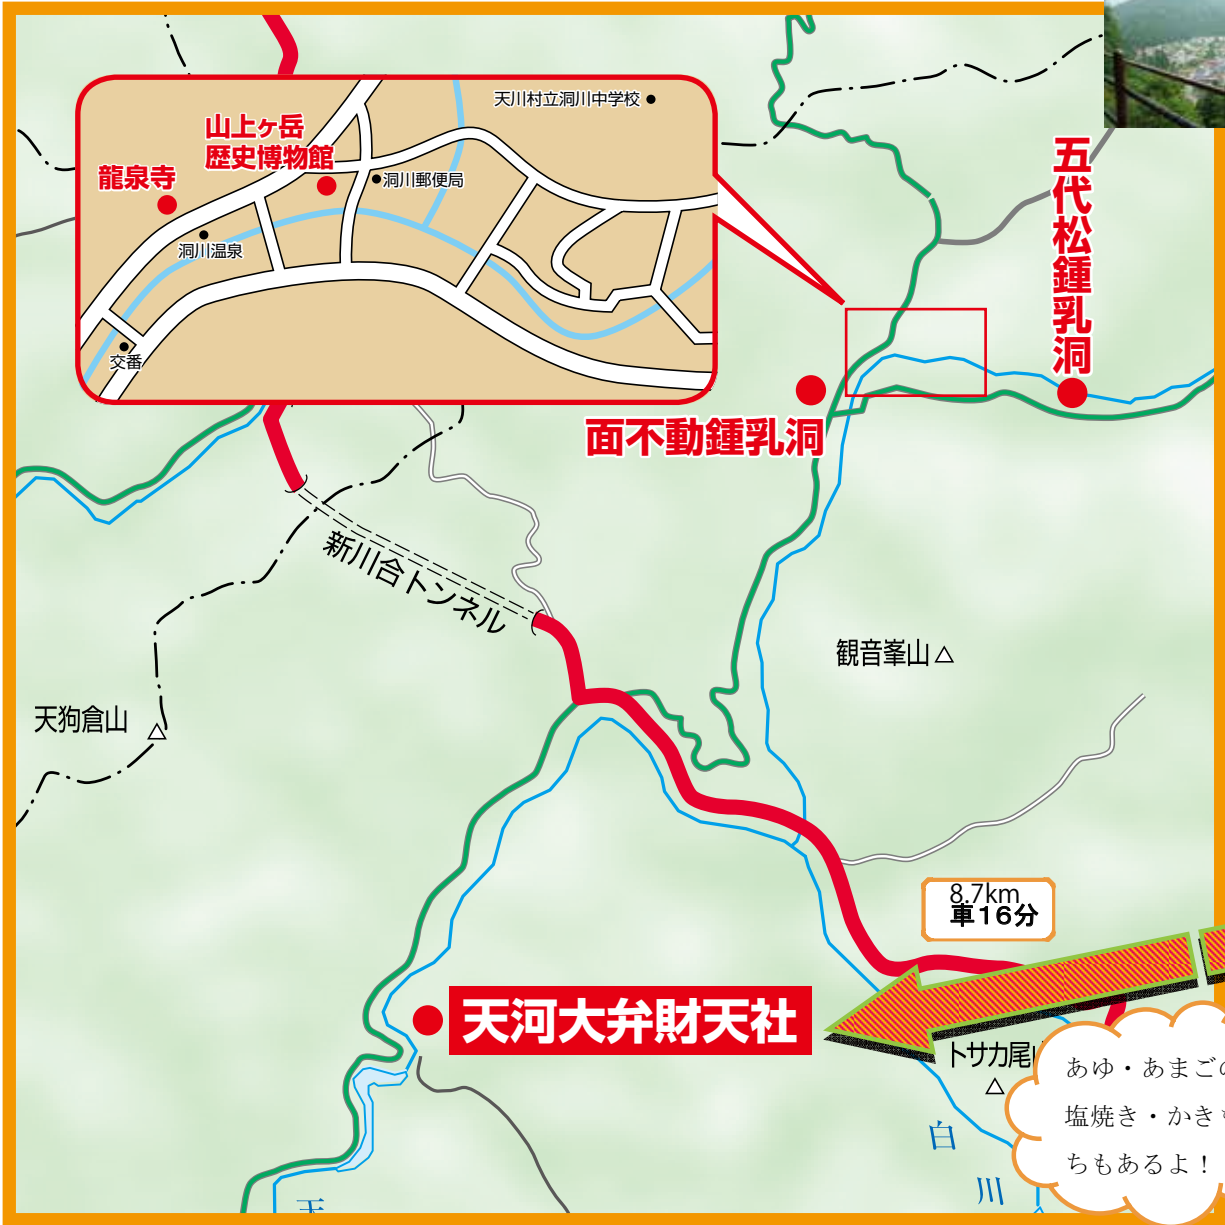 天川村立洞川中学校
山上ヶ岳
歴史博物館
龍泉寺
洞川郵便局
洞川温泉
交番
五代松鍾乳洞
面不動鍾乳洞
新川合トンネル
観音峯山
天狗倉山
8.7km
車16分
天河大弁財天社
トサカ尾
あゆ・あまごの
塩焼き・かき
ちもあるよ！
白
川